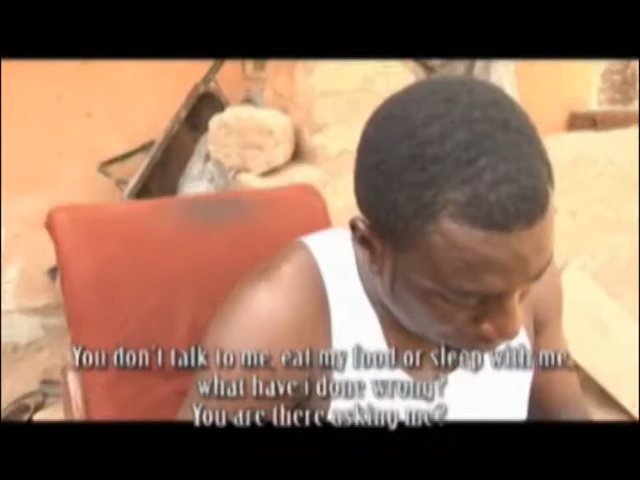 You don't talk to me, eat my food or sleep with me,
what have i done wrong?
You are there asking me?